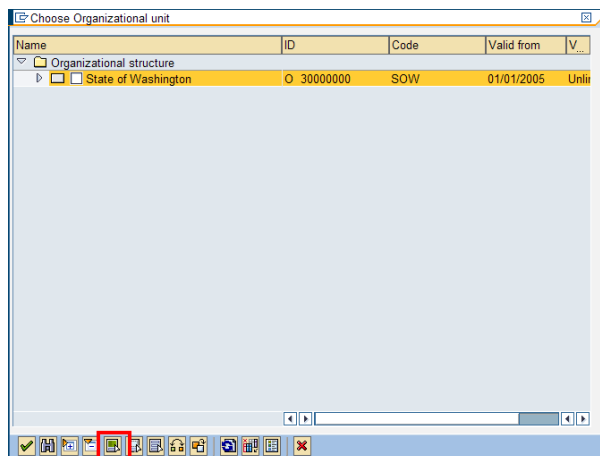 Choose Organizational unit
Name ID Code Valid from V...
Organizational structure
State of Washington O 30000000 SOW 01/01/2005 Unlir